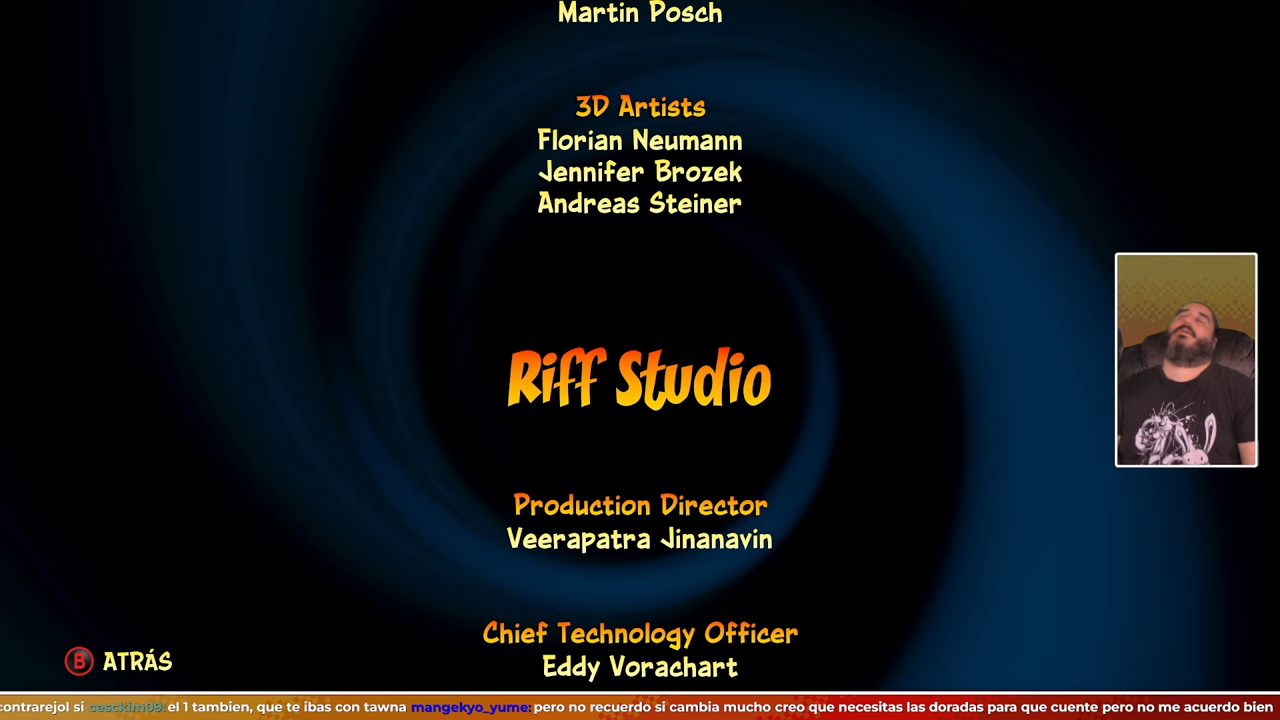 Martin Posch
3D Artists
Florian Neumann
Jennifer Brozek
Andreas Steiner
Riff Studio
Production Director
Veerapatra Jinanavin
Chief Technology Officer
Eddy Vorachart
B ATRÁS
contrarejol si cesckim09: el 1 tambien, que te ibas con tawna mangekyo_yume: pero no recuerdo si cambia mucho creo que necesitas las doradas para que cuente pero no me acuerdo bien